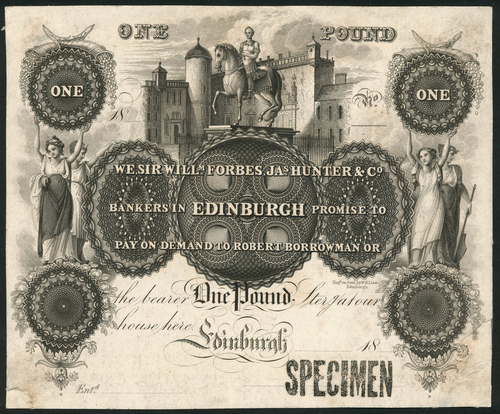 ONE POUND
ONE ONE
18 No
WE, SIR WILLM FORBES, JAS HUNTER & CO
BANKERS IN EDINBURGH PROMISE TO
PAY ON DEMAND TO ROBERT BORROWMAN OR
the bearer One Pound Ster. at our
house here.
Edinburgh 18
Entd
SPECIMEN